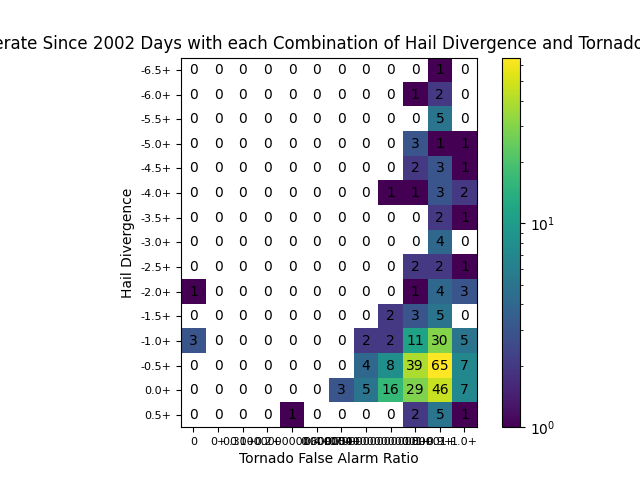 erate Since 2002 Days with each Combination of Hail Divergence and Tornado
-6.5+ 0 0 0 0 0 0 0 0 0 0 1 0
-6.0+ 0 0 0 0 0 0 0 0 0 1 2 0
-5.5+ 0 0 0 0 0 0 0 0 0 0 5 0
-5.0+ 0 0 0 0 0 0 0 0 0 3 1 1
-4.5+ 0 0 0 0 0 0 0 0 0 2 3 1
-4.0+ 0 0 0 0 0 0 0 0 1 1 3 2
-3.5+ 0 0 0 0 0 0 0 0 0 0 2 1
-3.0+ 0 0 0 0 0 0 0 0 0 0 4 0
-2.5+ 0 0 0 0 0 0 0 0 0 2 2 1
-2.0+ 1 0 0 0 0 0 0 0 0 1 4 3
-1.5+ 0 0 0 0 0 0 0 0 2 3 5 0
-1.0+ 3 0 0 0 0 0 0 2 2 11 30 5
-0.5+ 0 0 0 0 0 0 0 4 8 39 65 7
0.0+ 0 0 0 0 0 0 3 5 16 29 46 7
0.5+ 0 0 0 0 1 0 0 0 0 2 5 1
0 1.0+
Tornado False Alarm Ratio
Hail Divergence
10^1
10^0